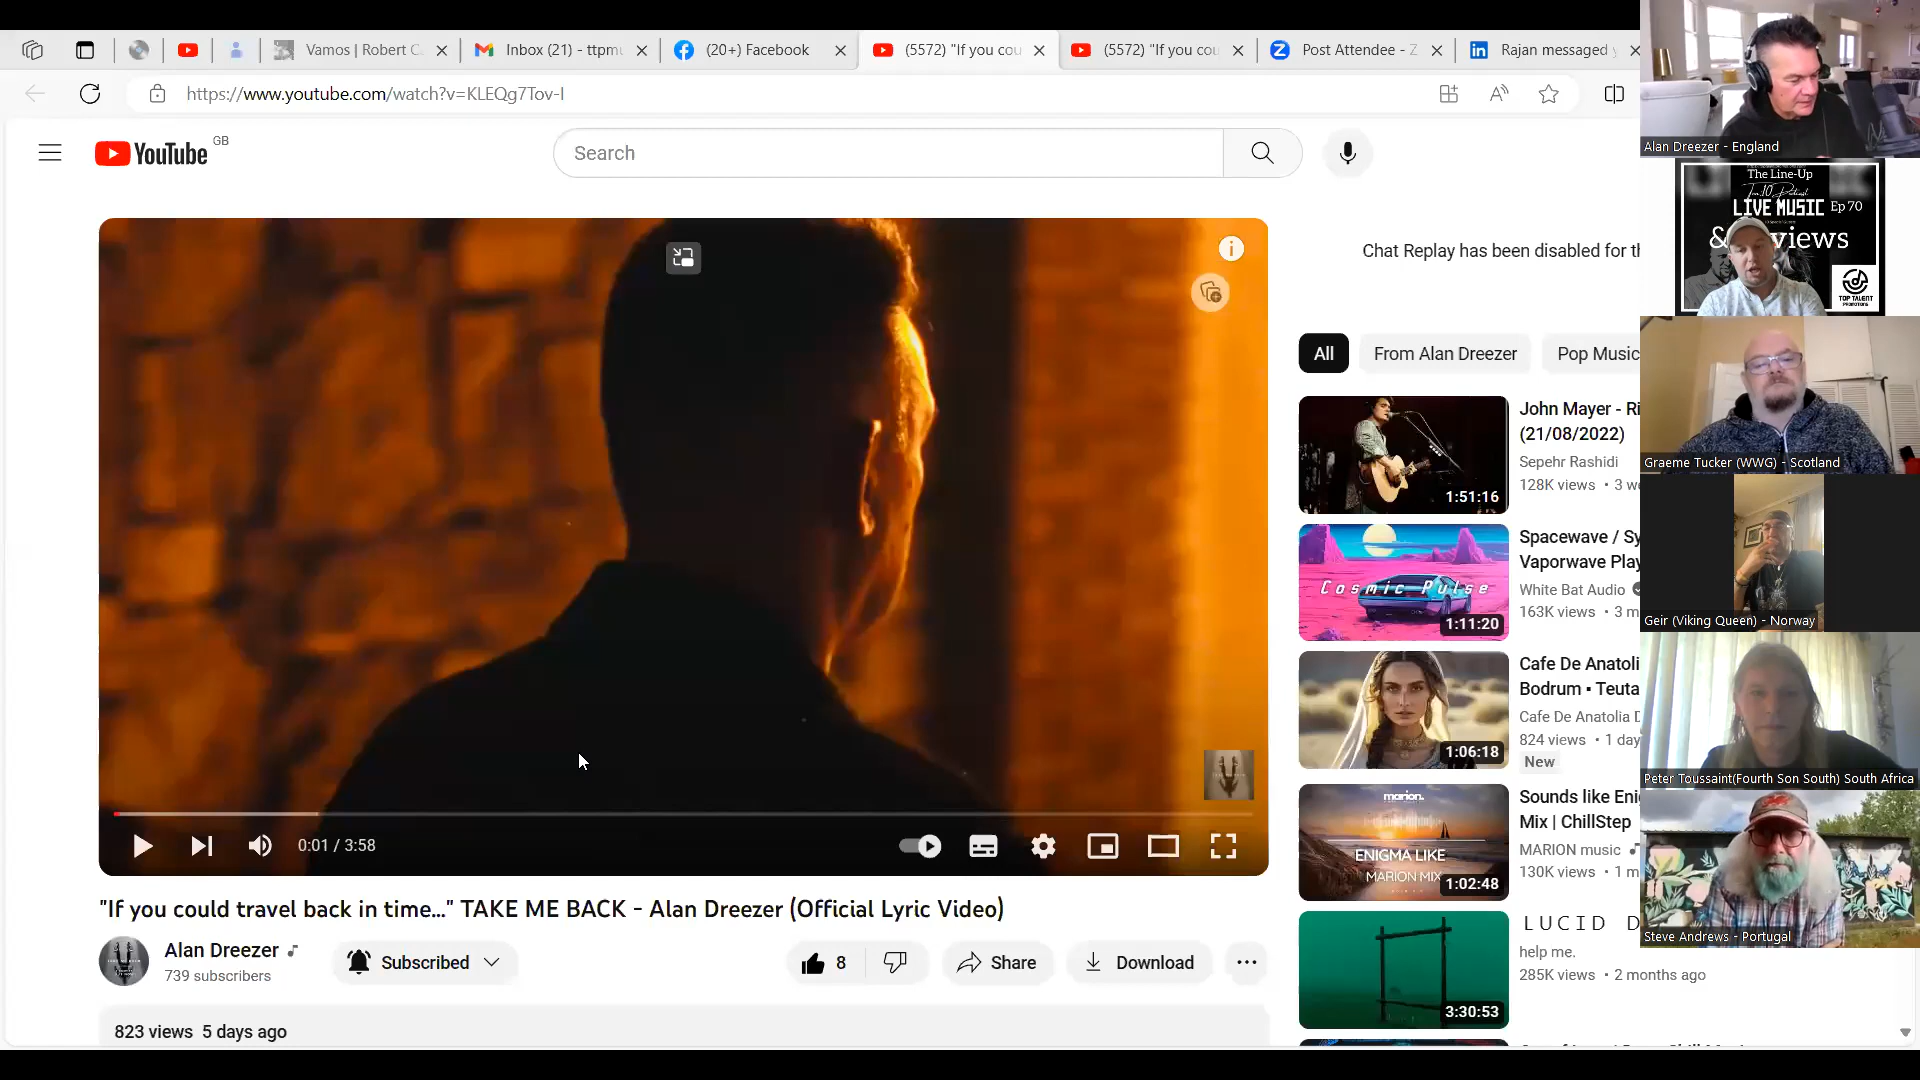 Vamos | Robert C
Inbox (21) - ttpmu
(20+) Facebook
(5572) "If you cou
(5572) "If you cou
Post Attendee - Z
Rajan messaged y
https://www.youtube.com/watch?v=KLEQg7Tov-I
YouTube GB
Search
Chat Replay has been disabled for th
All
From Alan Dreezer
Pop Music
John Mayer - Ri
(21/08/2022)
Sepehr Rashidi
128K views • 3 we
1:51:16
Spacewave / Sy
Vaporwave Play
White Bat Audio
163K views • 3 m
Cosmic Pulse
1:11:20
Cafe De Anatolia
Bodrum • Teuta
Cafe De Anatolia D
824 views • 1 day
New
1:06:18
Sounds like Enig
Mix | ChillStep
MARION music
130K views • 1 m
marion.
ENIGMA LIKE
MARION MIX
1:02:48
LUCID D
help me.
285K views • 2 months ago
3:30:53
0:01 / 3:58
"If you could travel back in time..." TAKE ME BACK - Alan Dreezer (Official Lyric Video)
Alan Dreezer
739 subscribers
Subscribed
8
Share
Download
823 views 5 days ago
Alan Dreezer - England
The Line-Up
LIVE MUSIC Ep 70
& views
TOP TALENT
PROMOTIONS
Graeme Tucker (WWG) - Scotland
Geir (Viking Queen) - Norway
Peter Toussaint(Fourth Son South) South Africa
Steve Andrews - Portugal